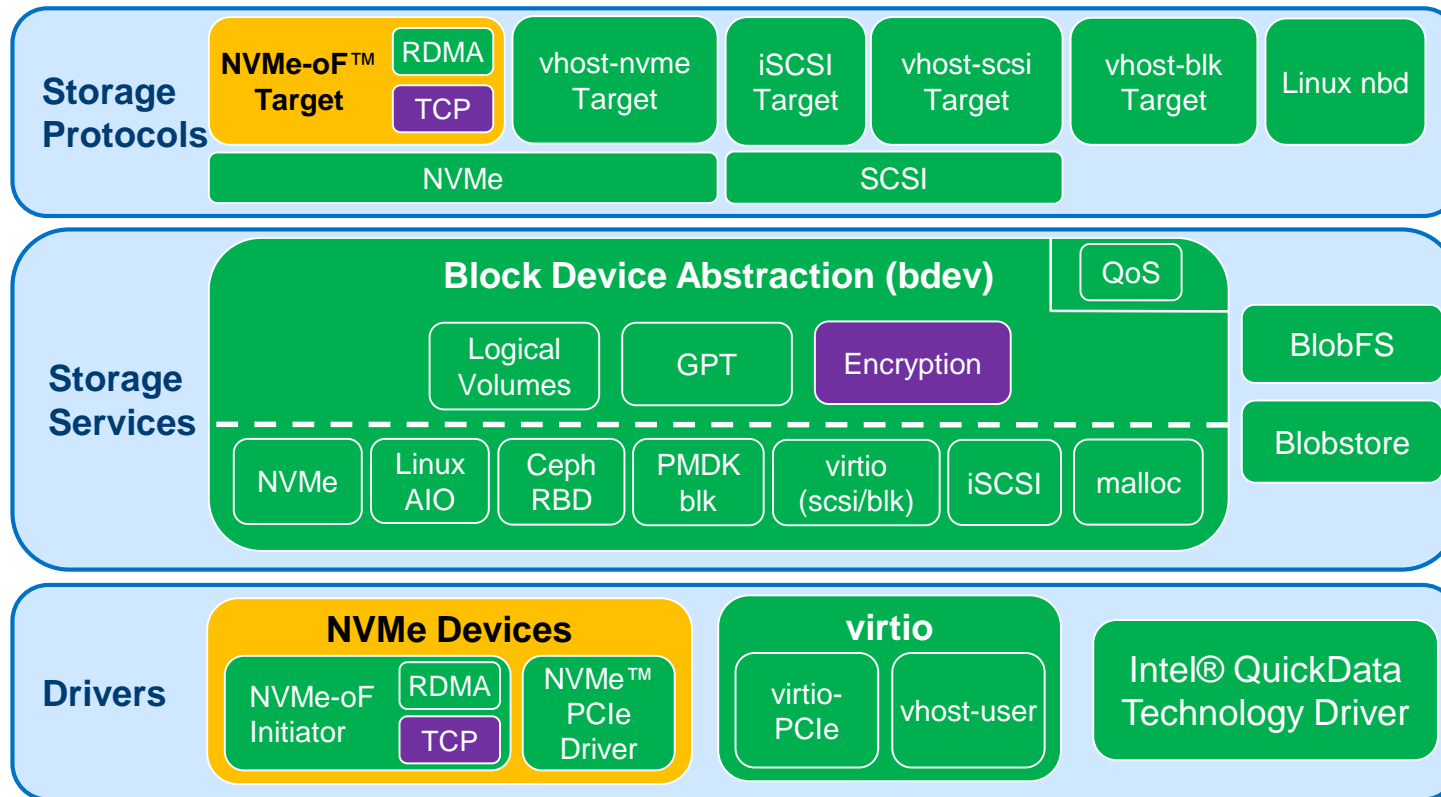 Storage
Protocols
NVMe-oF™
Target
RDMA
TCP
vhost-nvme
Target
iSCSI
Target
vhost-scsi
Target
vhost-blk
Target
Linux nbd
NVMe
SCSI
Storage
Services
Block Device Abstraction (bdev)
QoS
Logical
Volumes
GPT
Encryption
NVMe
Linux
AIO
Ceph
RBD
PMDK
blk
virtio
(scsi/blk)
iSCSI
malloc
BlobFS
Blobstore
Drivers
NVMe Devices
NVMe-oF
Initiator
RDMA
TCP
NVMe™
PCIe
Driver
virtio
virtio-
PCIe
vhost-user
Intel® QuickData
Technology Driver